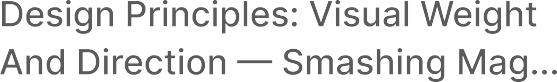 Design Principles: Visual Weight
And Direction — Smashing Mag...